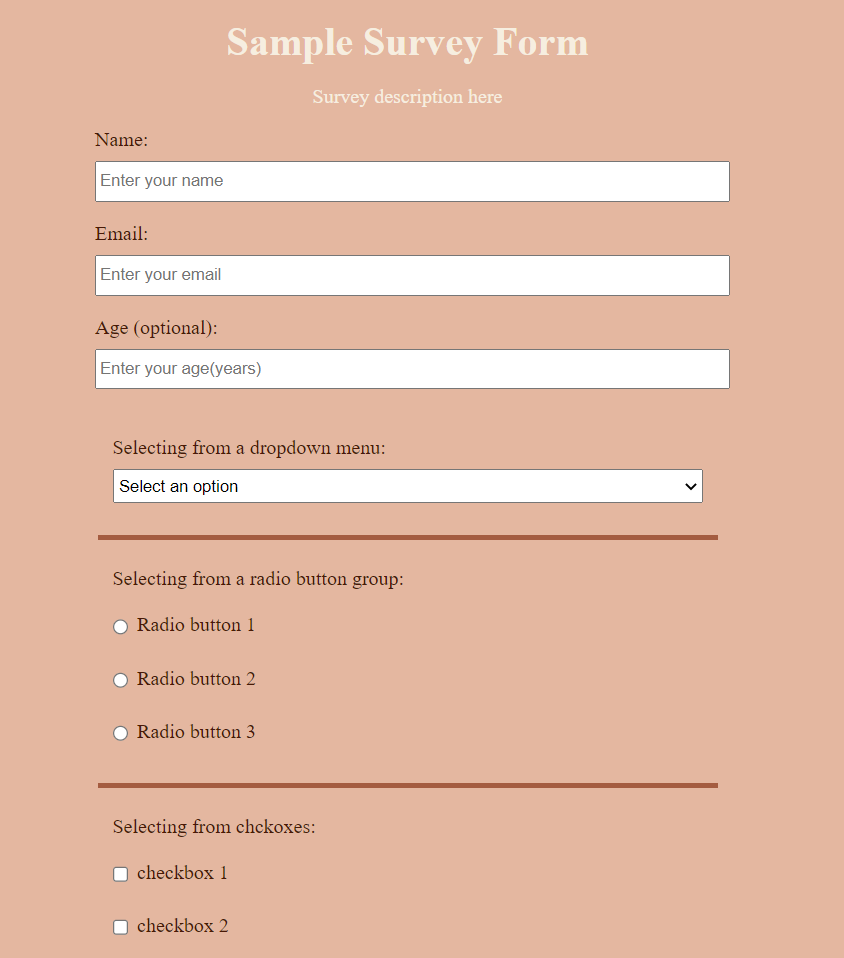 Sample Survey Form
Survey description here
Name:
Enter your name
Email:
Enter your email
Age (optional):
Enter your age(years)
Selecting from a dropdown menu:
Select an option
Selecting from a radio button group:
Radio button 1
Radio button 2
Radio button 3
Selecting from chckoxes:
checkbox 1
checkbox 2